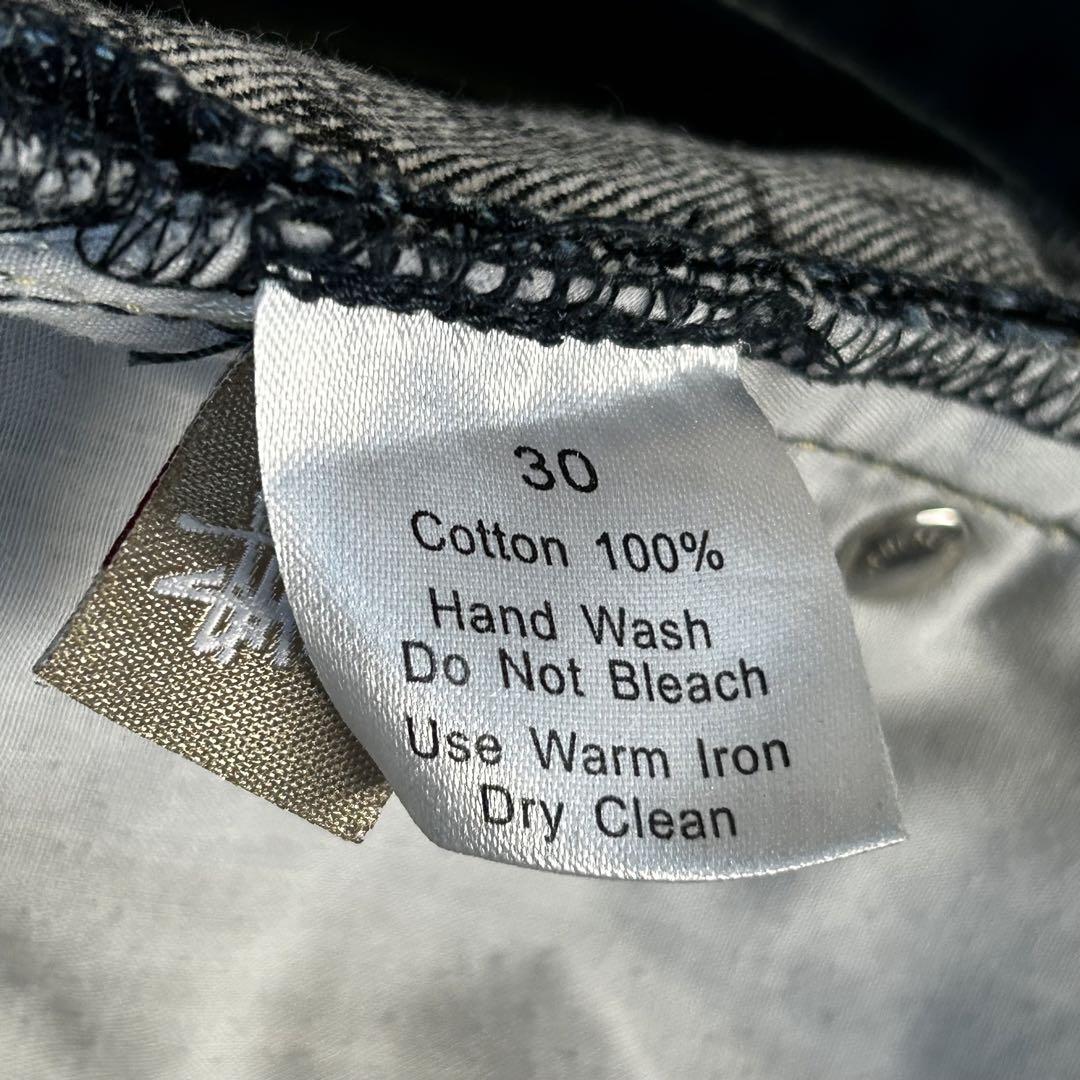 30
Cotton 100%
Hand Wash
Do Not Bleach
Use Warm Iron
Dry Clean